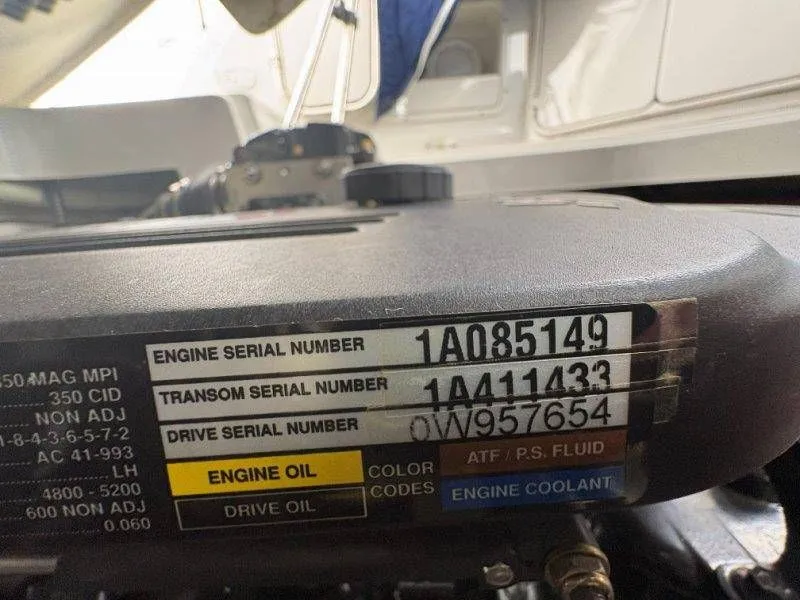 350 MAG MPI
350 CID
NON ADJ
1-8-4-3-6-5-7-2
AC 41-993
LH
4800 - 5200
600 NON ADJ
0.060
ENGINE SERIAL NUMBER 1A085149
TRANSOM SERIAL NUMBER 1A411433
DRIVE SERIAL NUMBER 0W957654
ENGINE OIL
DRIVE OIL
COLOR
CODES
ATF / P.S. FLUID
ENGINE COOLANT